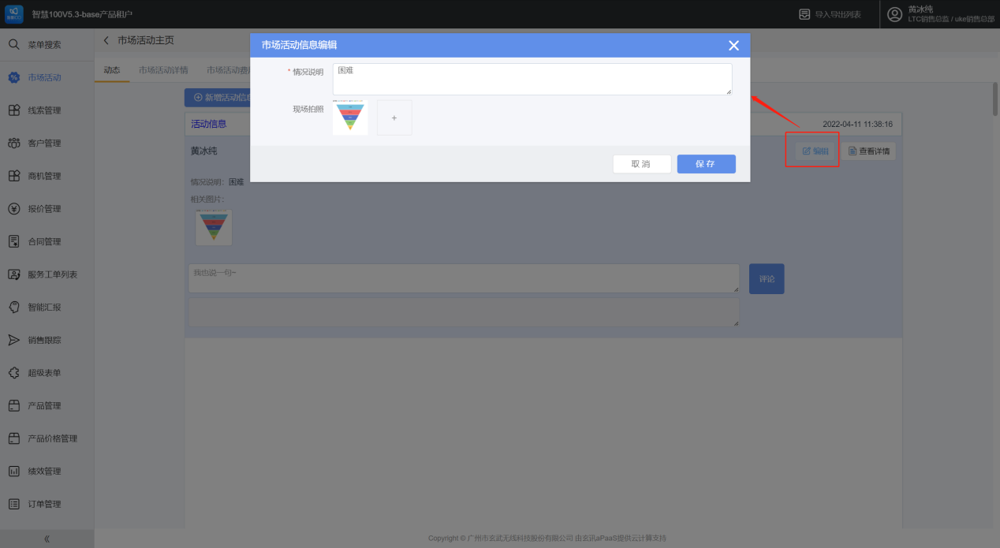 智慧100V5.3-base产品租户
导入导出列表
黄冰纯
LTC销售总监 / uke销售总部
菜单搜索
市场活动
线索管理
客户管理
商机管理
报价管理
合同管理
服务工单列表
智能汇报
销售跟踪
超级表单
产品管理
产品价格管理
绩效管理
订单管理
市场活动主页
动态
市场活动详情
市场活动费
新增活动信息
活动信息
2022-04-11 11:38:16
黄冰纯
编辑
查看详情
情况说明: 困难
相关图片:
我也说一句~
评论
市场活动信息编辑
* 情况说明
困难
现场拍照
+
取 消
保 存
Copyright © 广州市玄武无线科技股份有限公司 由玄讯aPaaS提供云计算支持